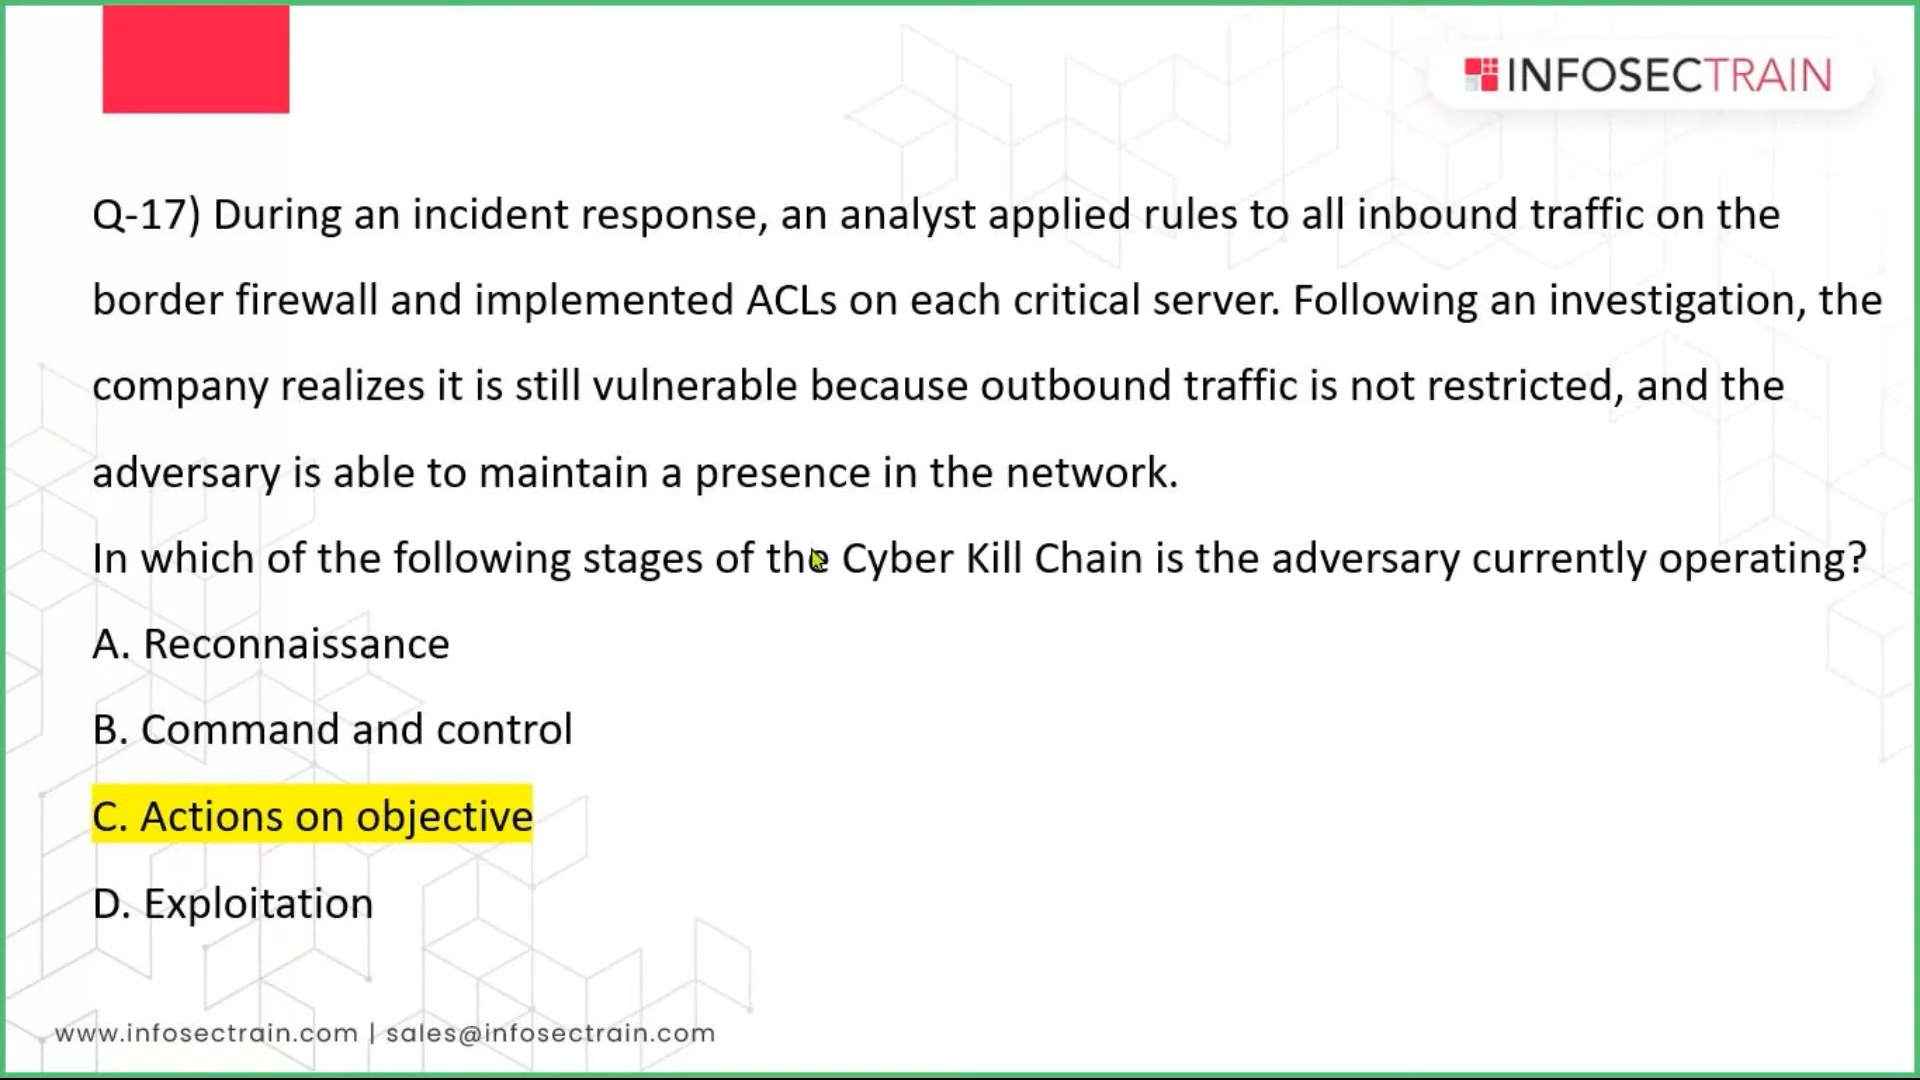 INFOSECTRAIN
Q-17) During an incident response, an analyst applied rules to all inbound traffic on the
border firewall and implemented ACLs on each critical server. Following an investigation, the
company realizes it is still vulnerable because outbound traffic is not restricted, and the
adversary is able to maintain a presence in the network.
In which of the following stages of the Cyber Kill Chain is the adversary currently operating?
A. Reconnaissance
B. Command and control
C. Actions on objective
D. Exploitation
www.infosectrain.com | sales@infosectrain.com